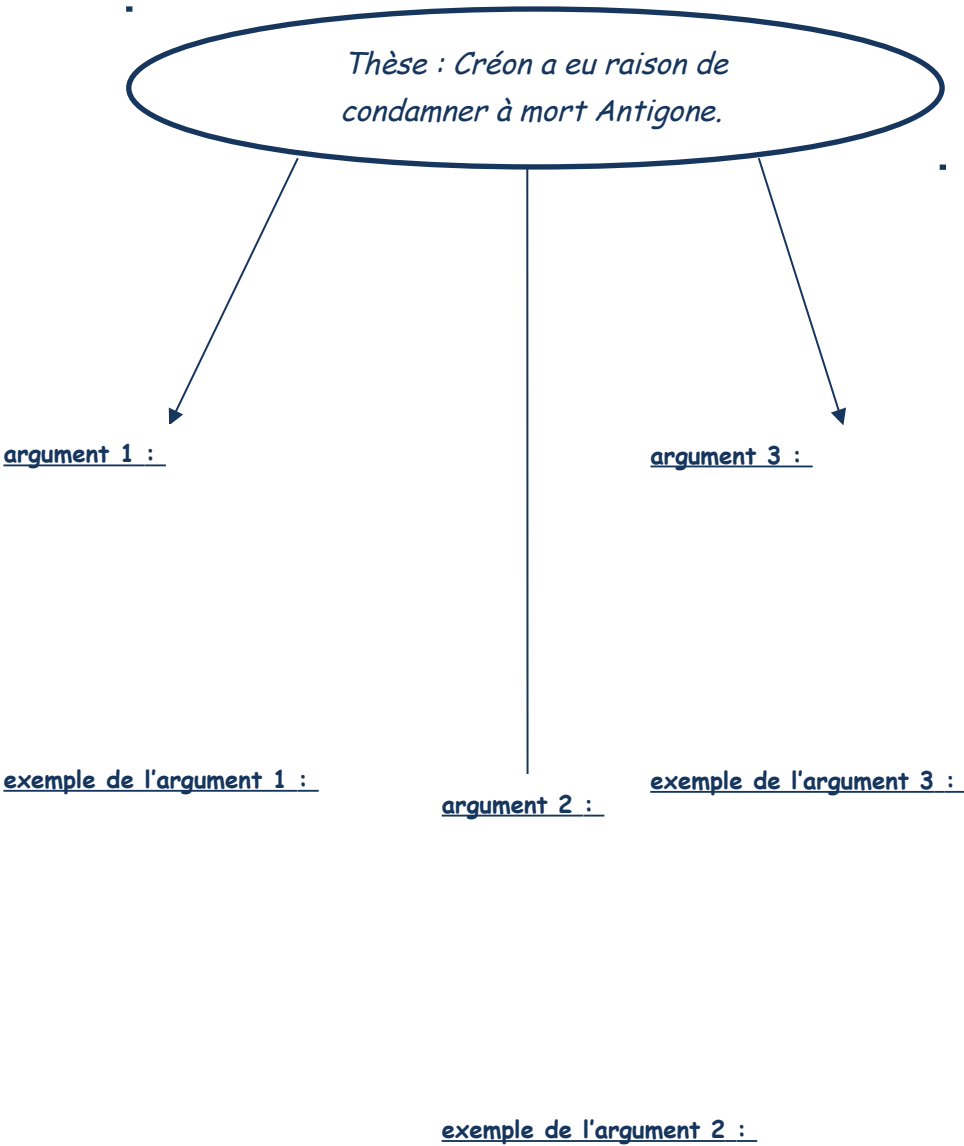 Thèse : Créon a eu raison de
condamner à mort Antigone.
argument 1 :
argument 3 :
exemple de l'argument 1 :
exemple de l'argument 3 :
argument 2 :
exemple de l'argument 2 :